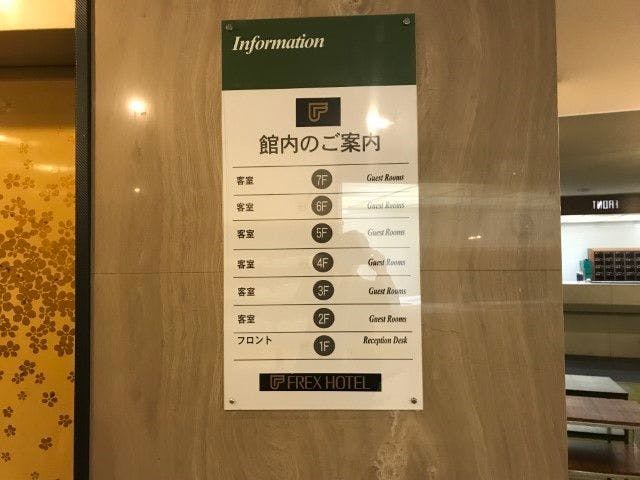 Information
館内のご案内
客室 7F Guest Rooms
客室 6F Guest Rooms
客室 5F Guest Rooms
客室 4F Guest Rooms
客室 3F Guest Rooms
客室 2F Guest Rooms
フロント 1F Reception Desk
FREX HOTEL